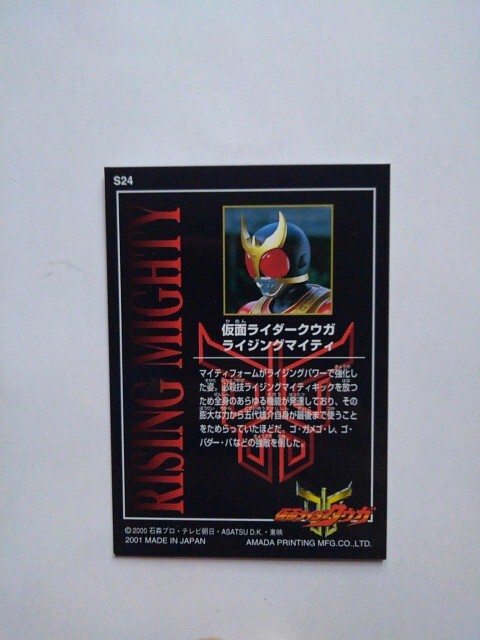 S24
RISING MIGHTY
仮面ライダークウガ
ライジングマイティ
マイティフォームがライジングパワーで強化し
た姿。必殺技ライジングマイティキックを放つ
ため全身のあらゆる機能が発達しており、その
膨大な力から五代雄介自身が最後まで使うこと
をためらっていたほどだ。ゴ・ガメゴ・レ、ゴ・
バダー・バなどの強敵を倒した。
仮面ライダークウガ
©2000 石森プロ・テレビ朝日・ASATSU D.K.・東映
2001 MADE IN JAPAN
AMADA PRINTING MFG.CO.,LTD.